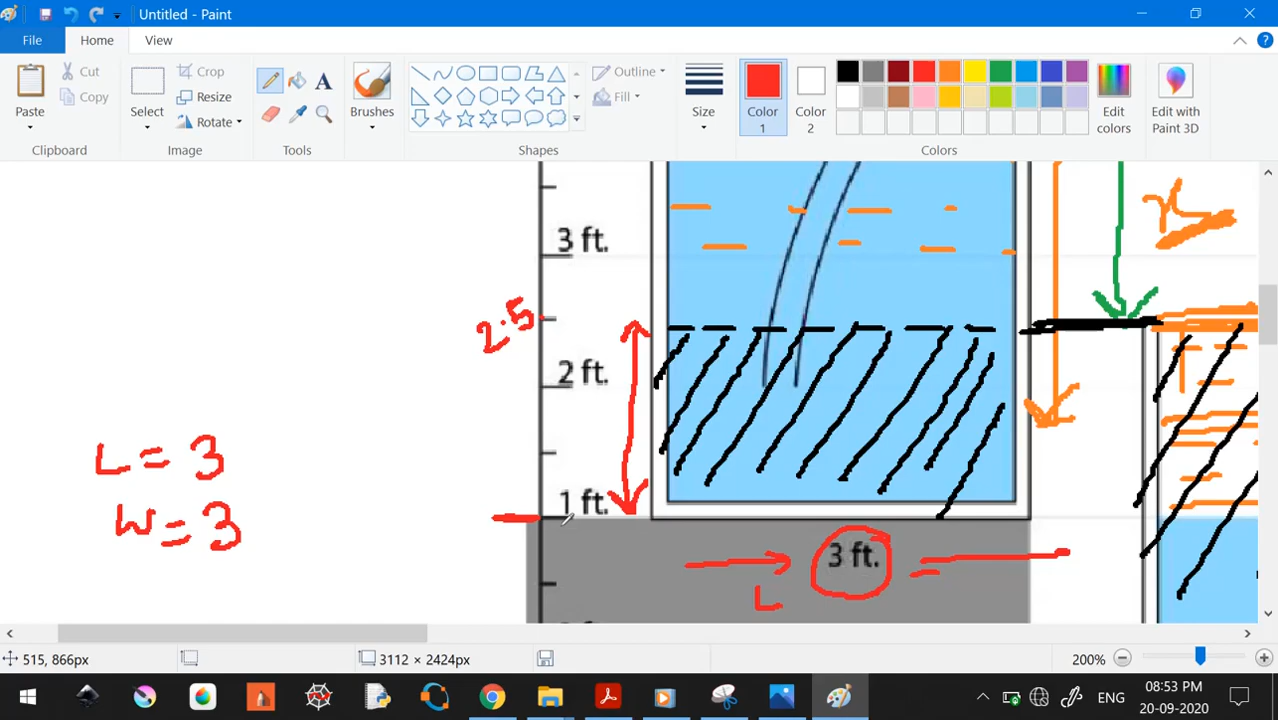 Untitled - Paint
File Home View
Paste
Cut
Copy
Clipboard
Select
Crop
Resize
Rotate
Image
Tools
Brushes
Outline
Fill
Shapes
Size
Color 1
Color 2
Edit colors
Edit with Paint 3D
Colors
3 ft.
2.5
2 ft.
1 ft.
L = 3
W = 3
3 ft.
L
515, 866px
3112 × 2424px
200%
ENG
08:53 PM
20-09-2020